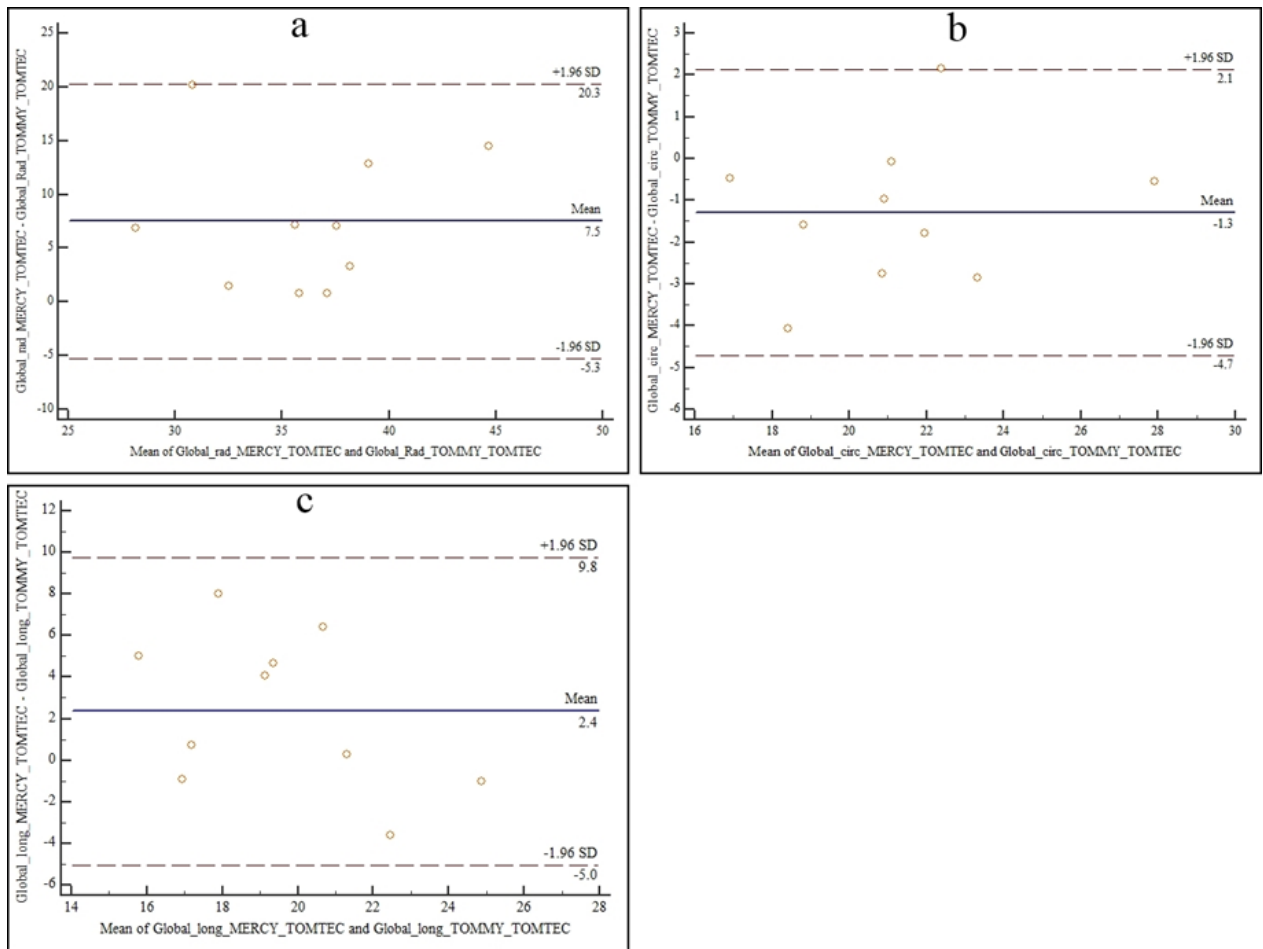 a
Global_rad_MERCY_TOMTEC - Global_Rad_TOMMY_TOMTEC
25
20
15
10
5
0
-5
-10
+1.96 SD
20.3
Mean
7.5
-1.96 SD
-5.3
25 30 35 40 45 50
Mean of Global_rad_MERCY_TOMTEC and Global_Rad_TOMMY_TOMTEC
b
Global_circ_MERCY_TOMTEC - Global_circ_TOMMY_TOMTEC
3
2
1
0
-1
-2
-3
-4
-5
-6
+1.96 SD
2.1
Mean
-1.3
-1.96 SD
-4.7
16 18 20 22 24 26 28 30
Mean of Global_circ_MERCY_TOMTEC and Global_circ_TOMMY_TOMTEC
c
Global_long_MERCY_TOMTEC - Global_long_TOMMY_TOMTEC
12
10
8
6
4
2
0
-2
-4
-6
+1.96 SD
9.8
Mean
2.4
-1.96 SD
-5.0
14 16 18 20 22 24 26 28
Mean of Global_long_MERCY_TOMTEC and Global_long_TOMMY_TOMTEC